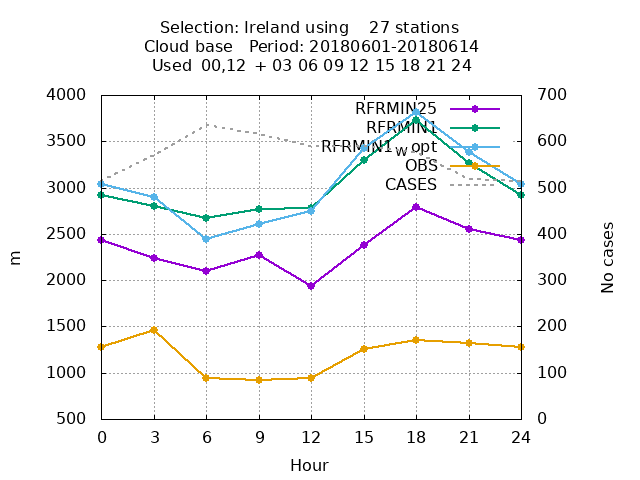 Selection: Ireland using    27 stations
Cloud base   Period: 20180601-20180614
Used  00,12  + 03 06 09 12 15 18 21 24
4000
3500
3000
2500
2000
1500
1000
500
700
600
500
400
300
200
100
0
RFRMIN25
RFRMIN1
RFRMIN1wopt
OBS
CASES
m
No cases
0 3 6 9 12 15 18 21 24
Hour